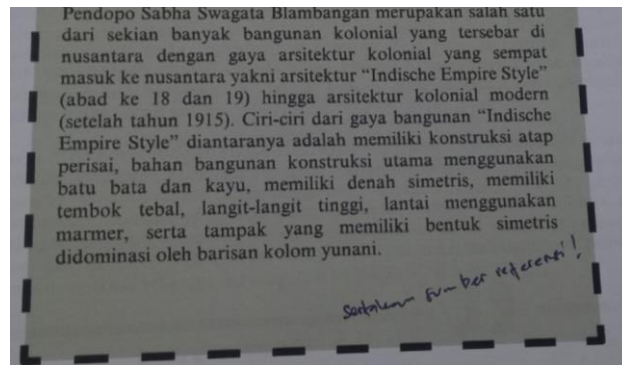 Pendopo Sabha Swagata Blambangan merupakan salah satu
dari sekian banyak bangunan kolonial yang tersebar di
nusantara dengan gaya arsitektur kolonial yang sempat
masuk ke nusantara yakni arsitektur “Indische Empire Style”
(abad ke 18 dan 19) hingga arsitektur kolonial modern
(setelah tahun 1915). Ciri-ciri dari gaya bangunan “Indische
Empire Style” diantaranya adalah memiliki konstruksi atap
perisai, bahan bangunan konstruksi utama menggunakan
batu bata dan kayu, memiliki denah simetris, memiliki
tembok tebal, langit-langit tinggi, lantai menggunakan
marmer, serta tampak yang memiliki bentuk simetris
didominasi oleh barisan kolom yunani.
sertakan sumber referensi!